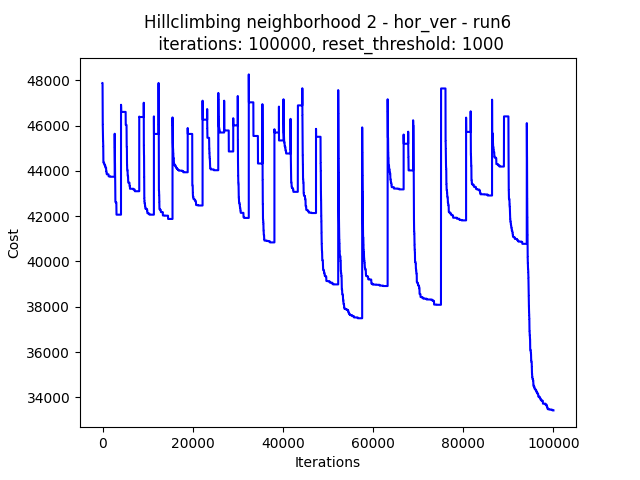 Hillclimbing neighborhood 2 - hor_ver - run6
iterations: 100000, reset_threshold: 1000
48000
46000
44000
42000
40000
38000
36000
34000
Cost
0 20000 40000 60000 80000 100000
Iterations